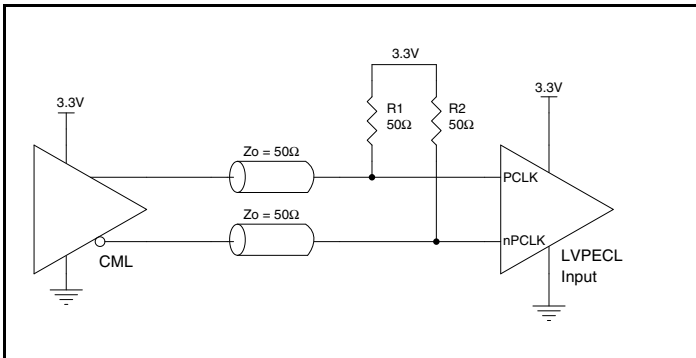 3.3V
3.3V
R1
50Ω
R2
50Ω
3.3V
Zo = 50Ω
PCLK
Zo = 50Ω
nPCLK
CML
LVPECL
Input